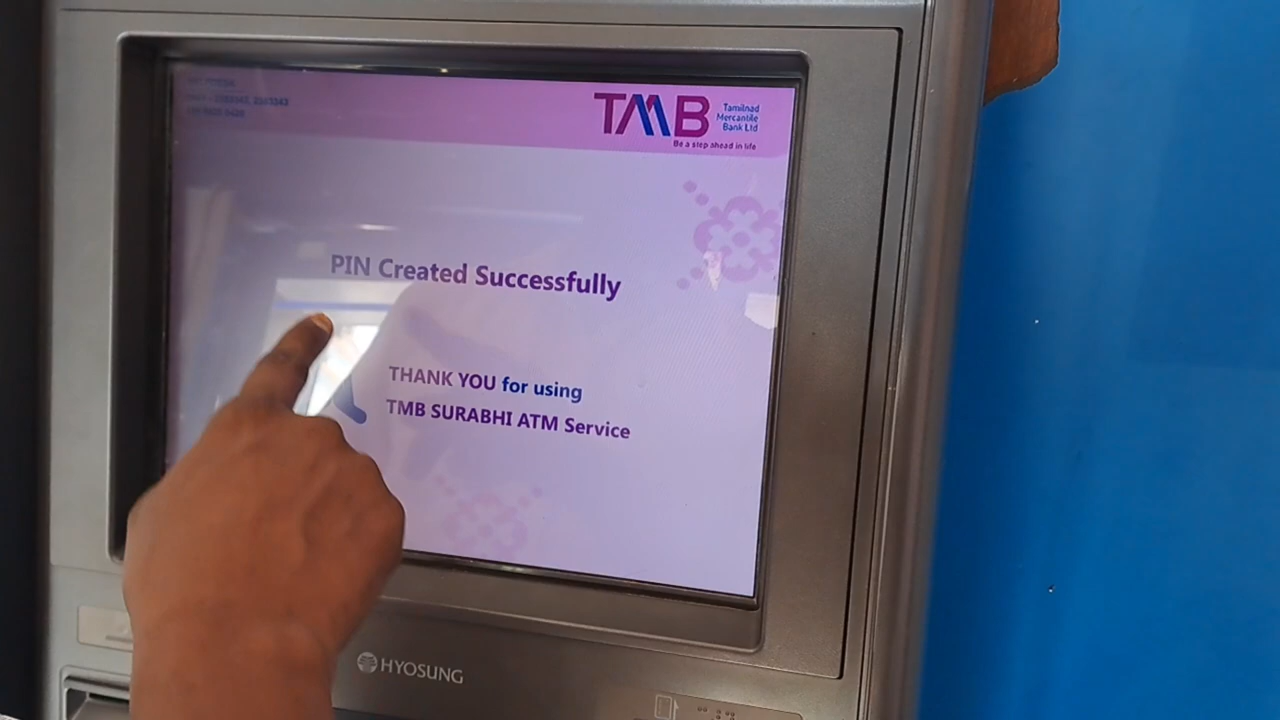 TMB
Tamilnad
Mercantile
Bank Ltd
Be a step ahead in life
PIN Created Successfully
THANK YOU for using
TMB SURABHI ATM Service
HYOSUNG